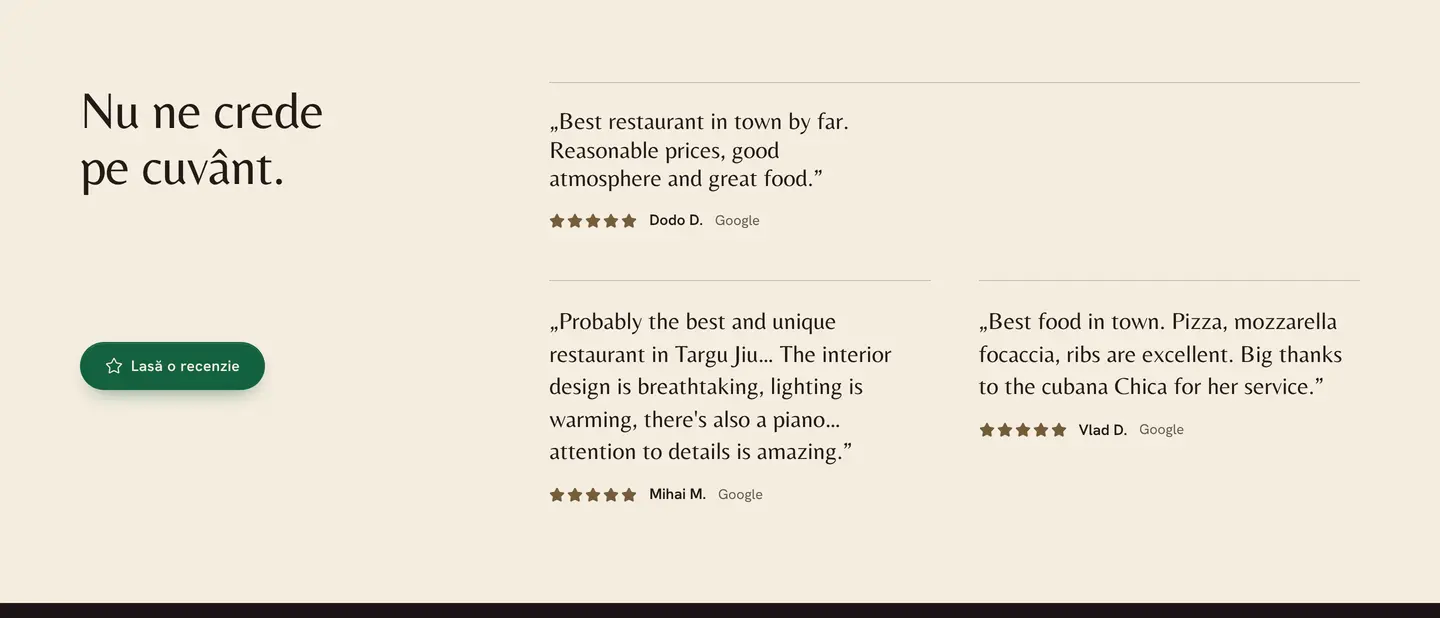 Nu ne crede
pe cuvânt.
Lasă o recenzie
„Best restaurant in town by far.
Reasonable prices, good
atmosphere and great food.”
Dodo D. Google
„Probably the best and unique
restaurant in Targu Jiu... The interior
design is breathtaking, lighting is
warming, there's also a piano...
attention to details is amazing.”
Mihai M. Google
„Best food in town. Pizza, mozzarella
focaccia, ribs are excellent. Big thanks
to the cubana Chica for her service.”
Vlad D. Google